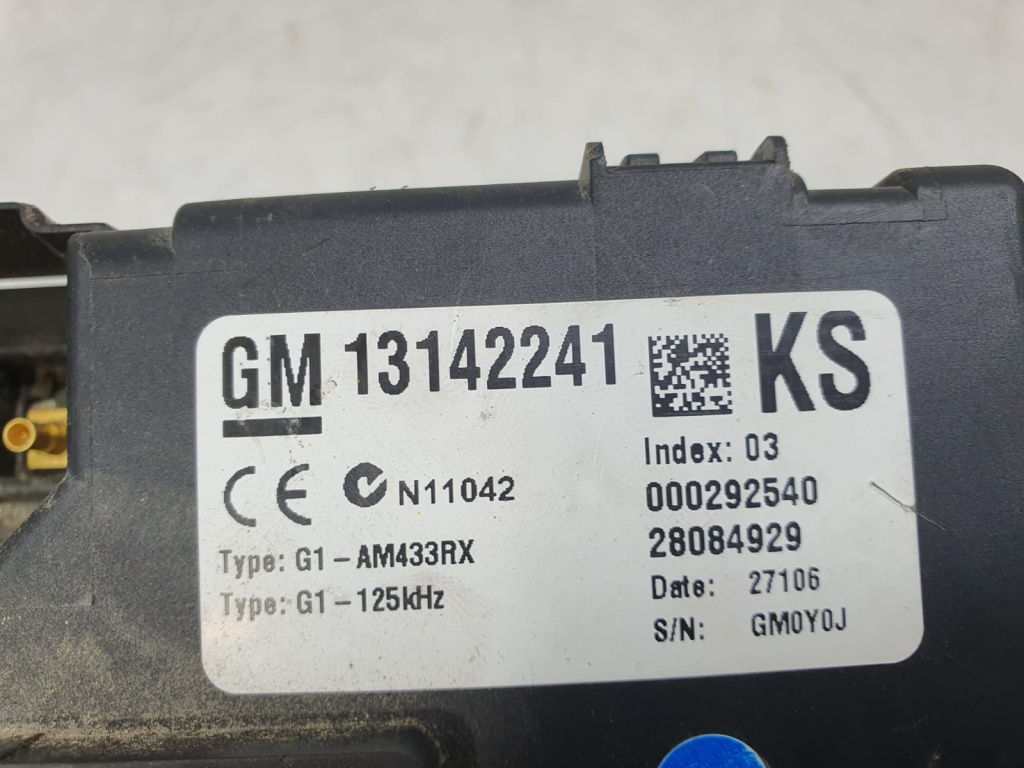 GM 13142241 KS
Index: 03
CE N11042
000292540
28084929
Type: G1-AM433RX
Type: G1-125kHz
Date: 27106
S/N: GM0Y0J